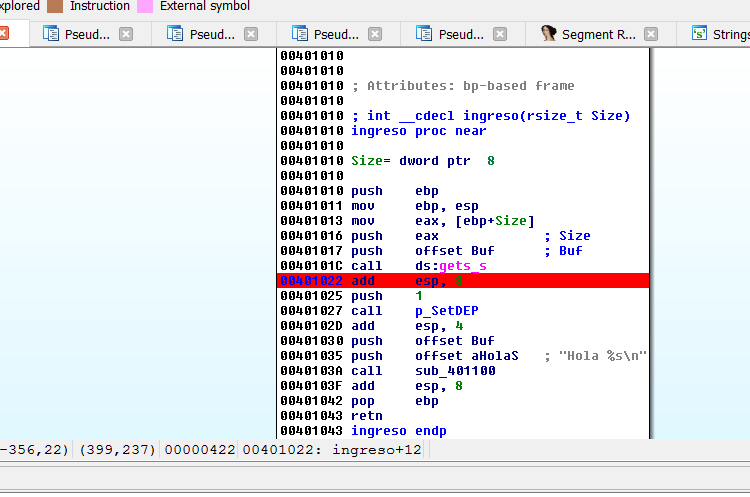 xplored Instruction External symbol
Pseud... Pseud... Pseud... Pseud... Segment R... Strings
00401010
00401010
00401010 ; Attributes: bp-based frame
00401010
00401010 ; int __cdecl ingreso(rsize_t Size)
00401010 ingreso proc near
00401010
00401010 Size= dword ptr  8
00401010
00401010 push    ebp
00401011 mov     ebp, esp
00401013 mov     eax, [ebp+Size]
00401016 push    eax             ; Size
00401017 push    offset Buf      ; Buf
0040101C call    ds:gets_s
00401022 add     esp, 8
00401025 push    1
00401027 call    p_SetDEP
0040102D add     esp, 4
00401030 push    offset Buf
00401035 push    offset aHolaS   ; "Hola %s\n"
0040103A call    sub_401100
0040103F add     esp, 8
00401042 pop     ebp
00401043 retn
00401043 ingreso endp
-356,22) (399,237) 00000422 00401022: ingreso+12